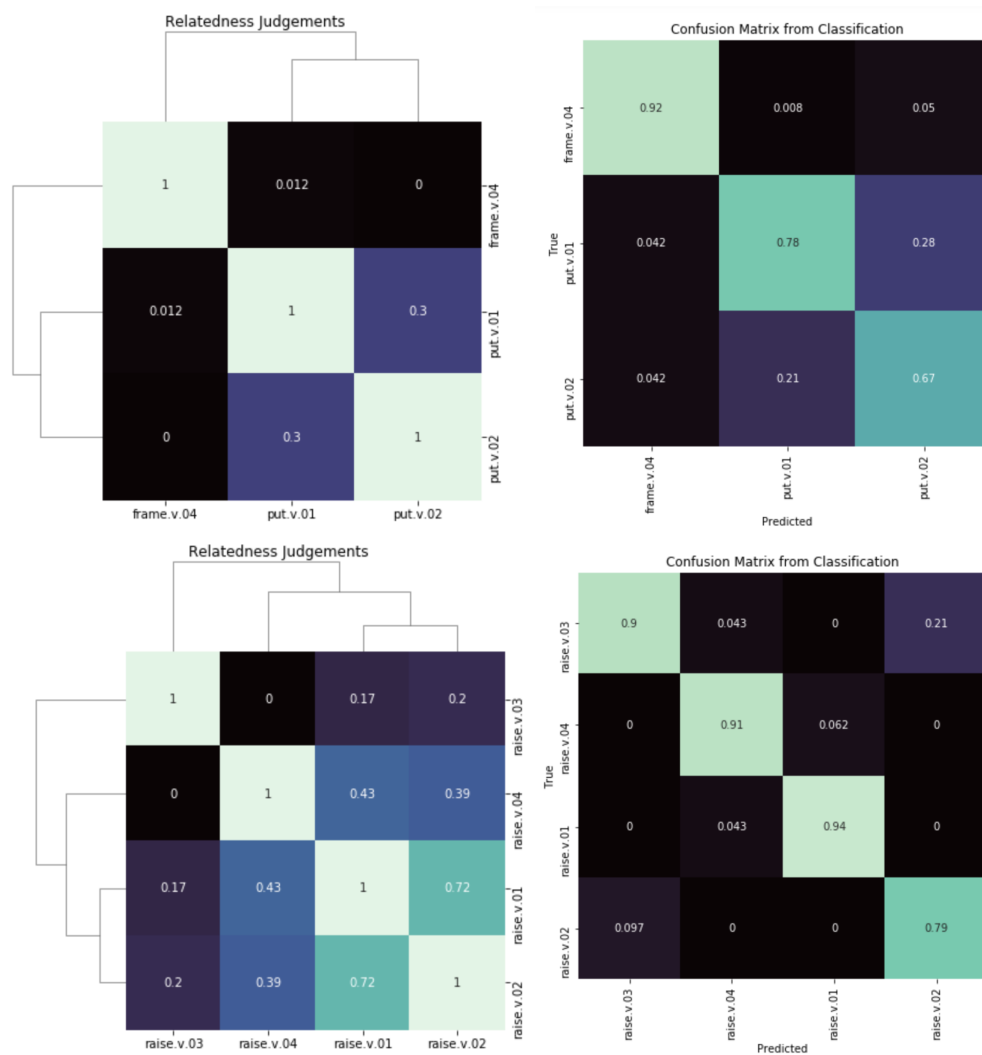 Relatedness Judgements
1 0.012 0 frame.v.04
0.012 1 0.3 put.v.01
0 0.3 1 put.v.02
frame.v.04 put.v.01 put.v.02
Confusion Matrix from Classification
frame.v.04 0.92 0.008 0.05
True
put.v.01 0.042 0.78 0.28
put.v.02 0.042 0.21 0.67
frame.v.04 put.v.01 put.v.02
Predicted
Relatedness Judgements
1 0 0.17 0.2 raise.v.03
0 1 0.43 0.39 raise.v.04
0.17 0.43 1 0.72 raise.v.01
0.2 0.39 0.72 1 raise.v.02
raise.v.03 raise.v.04 raise.v.01 raise.v.02
Confusion Matrix from Classification
raise.v.03 0.9 0.043 0 0.21
raise.v.04 0 0.91 0.062 0
True
raise.v.01 0 0.043 0.94 0
raise.v.02 0.097 0 0 0.79
raise.v.03 raise.v.04 raise.v.01 raise.v.02
Predicted